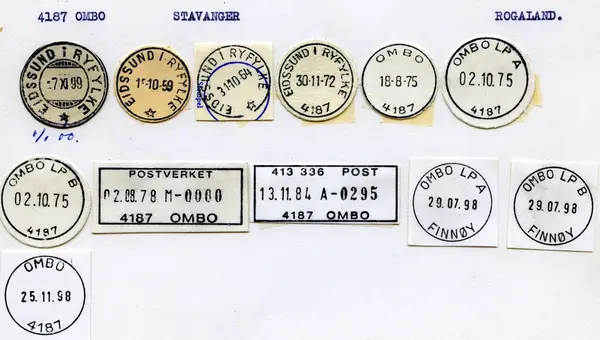 4187 OMBO STAVANGER ROGALAND.
EIDSSUND I RYFYLKE
-7 XI 99
EIDSSUND I RYFYLKE
15-10-59
EIDSSUND I RYFYLKE
31-10-64
EIDSSUND I RYFYLKE
30-11-72
4187
OMBO
18-8-75
4187
OMBO LP A
02.10.75
4187
OMBO LP B
02.10.75
4187
POSTVERKET
02.08.78 M-0000
4187 OMBO
413 336 POST
13.11.84 A-0295
4187 OMBO
OMBO LP A
29.07.98
FINNØY
OMBO LP B
29.07.98
FINNØY
OMBO
25.11.98
4187